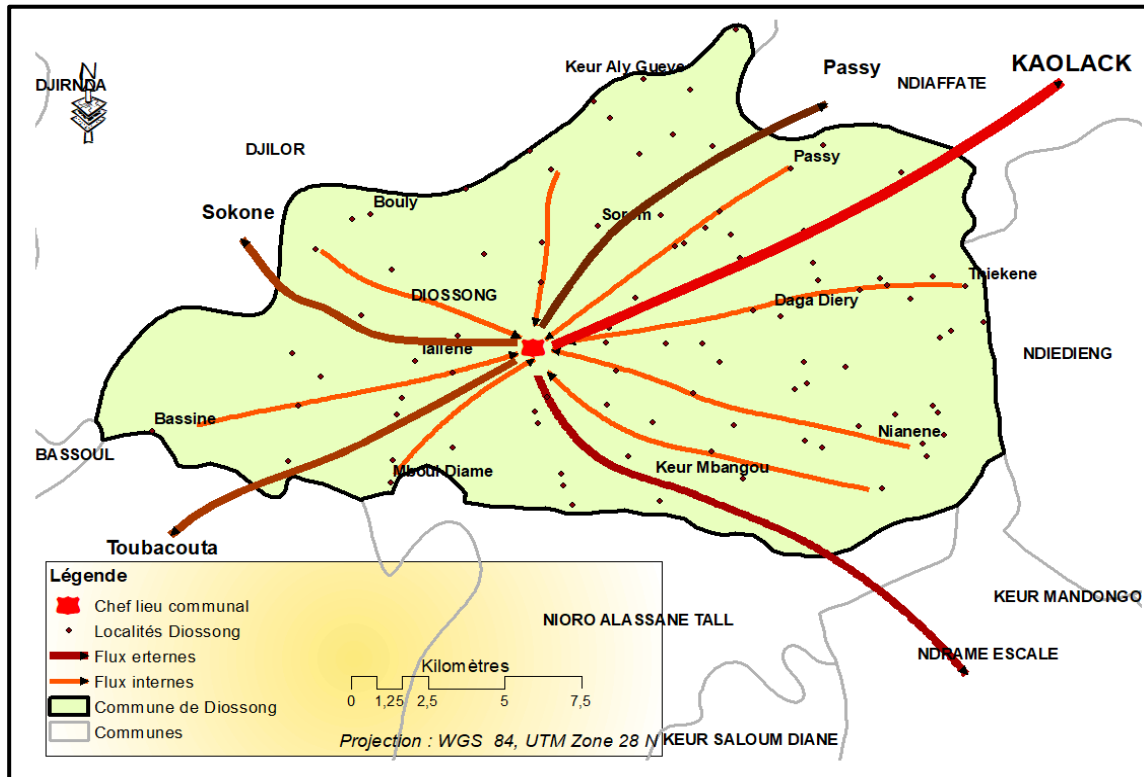 KAOLACK
Passy
Keur Aly Gueye
NDIAFFATE
DJIRNDA
N
DJILOR
Passy
Bouly
Sokone
Sorom
Thiekene
DIOSSONG
Daga Diery
Tallene
NDIEDIENG
Bassine
Nianene
BASSOUL
Mboul Diame
Keur Mbangou
Toubacouta
Légende
Chef lieu communal
Localités Diossong
Flux erternes
Flux internes
Commune de Diossong
Communes
Kilomètres
0 1,25 2,5 5 7,5
Projection : WGS 84, UTM Zone 28 N
KEUR MANDONGO
NIORO ALASSANE TALL
NDRAME ESCALE
KEUR SALOUM DIANE